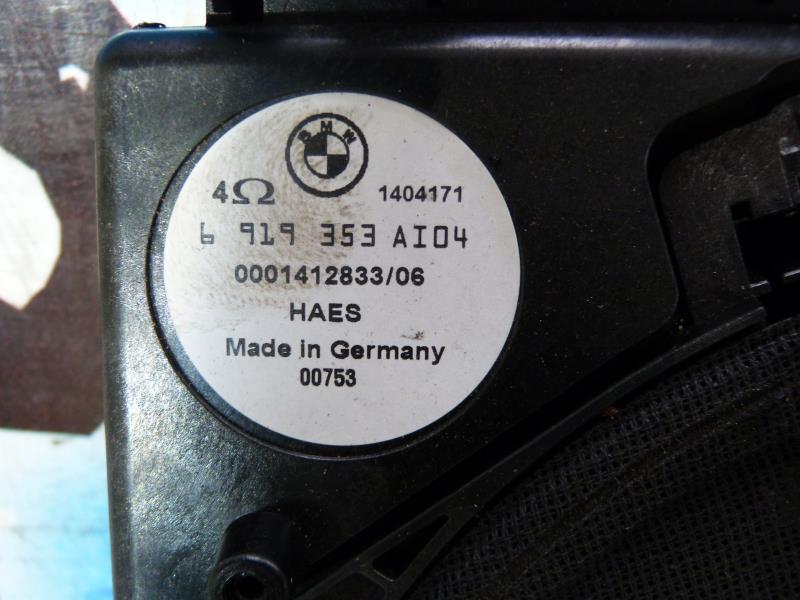 BMW
4Ω 1404171
6 919 353 AI04
0001412833/06
HAES
Made in Germany
00753